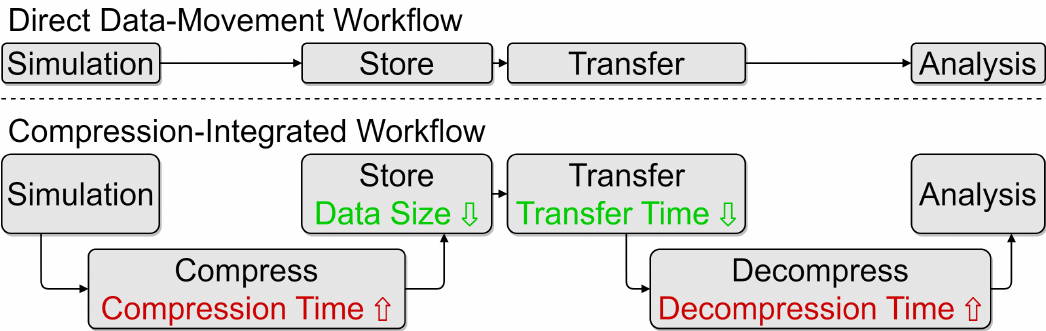 Direct Data-Movement Workflow
Simulation
Store
Transfer
Analysis
Compression-Integrated Workflow
Simulation
Store
Data Size ⇩
Transfer
Transfer Time ⇩
Analysis
Compress
Compression Time ⇧
Decompress
Decompression Time ⇧